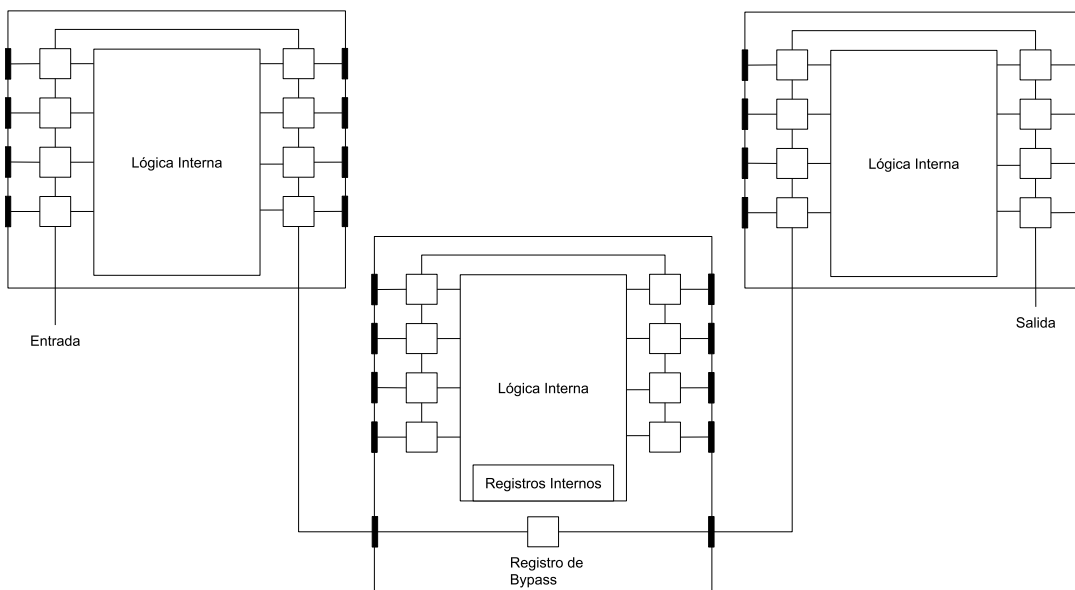 Lógica Interna
Lógica Interna
Entrada
Salida
Lógica Interna
Registros Internos
Registro de
Bypass